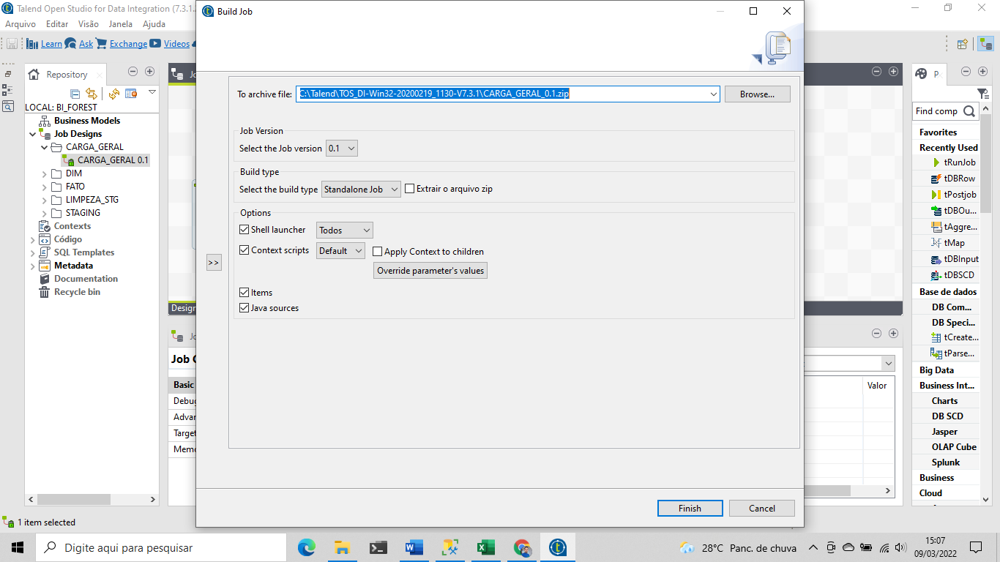 Talend Open Studio for Data Integration (7.3.1.
Build Job
Arquivo Editar Visão Janela Ajuda
Learn Ask Exchange Videos
Repository
LOCAL: BI_FOREST
Business Models
Job Designs
CARGA_GERAL
CARGA_GERAL 0.1
DIM
FATO
LIMPEZA_STG
STAGING
Contexts
Código
SQL Templates
Metadata
Documentation
Recycle bin
To archive file: C:\Talend\TOS_DI-Win32-20200219_1130-V7.3.1\CARGA_GERAL_0.1.zip Browse...
Job Version
Select the Job version 0.1
Build type
Select the build type Standalone Job Extrair o arquivo zip
Options
Shell launcher Todos
Context scripts Default Apply Context to children
>>
Override parameter's values
Items
Java sources
Finish Cancel
Jo
Design
Jo
Job C
Basic
Debug
Advan
Target
Memo
Valor
P
Find comp
Favorites
Recently Used
tRunJob
tDBRow
tPostjob
tDBOu...
tAggre...
tMap
tDBInput
tDBSCD
Base de dados
DB Com...
DB Speci...
tCreate...
tParse...
Big Data
Business Int...
Charts
DB SCD
Jasper
OLAP Cube
Splunk
Business
Cloud
1 item selected
Digite aqui para pesquisar
28°C Panc. de chuva
15:07
09/03/2022